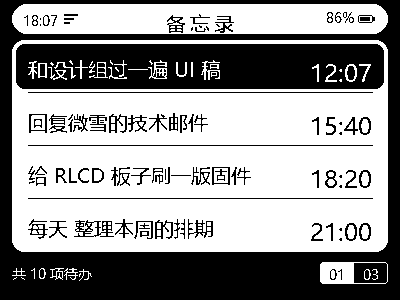 18:07
备忘录
86%
和设计组过一遍 UI 稿 12:07
回复微雪的技术邮件 15:40
给 RLCD 板子刷一版固件 18:20
每天 整理本周的排期 21:00
共 10 项待办
01 03